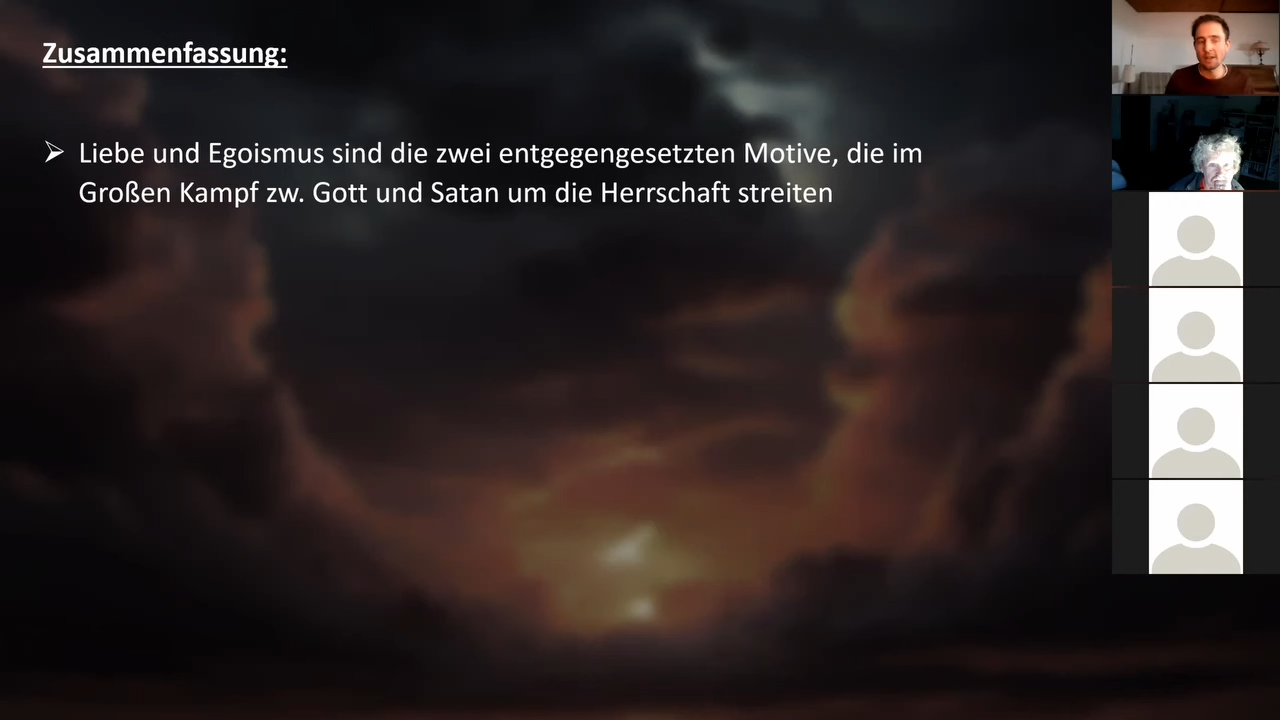 Zusammenfassung:
➢ Liebe und Egoismus sind die zwei entgegengesetzten Motive, die im
Großen Kampf zw. Gott und Satan um die Herrschaft streiten